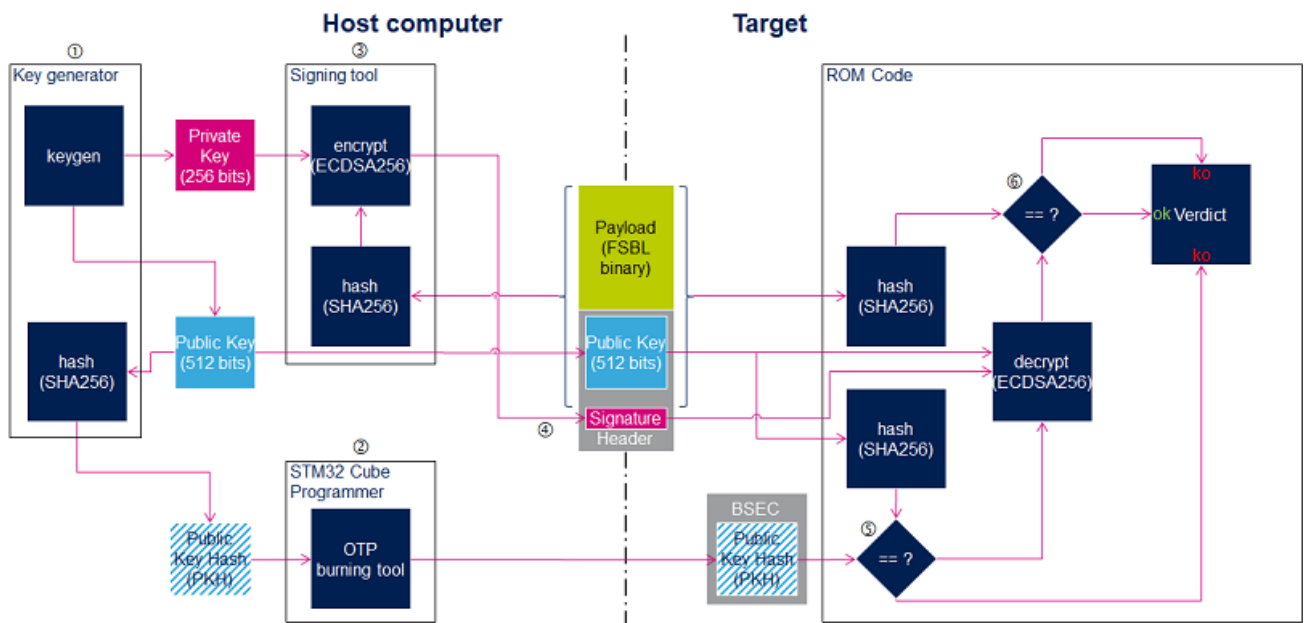 Host computer
Target
①
Key generator
keygen
Private
Key
(256 bits)
③
Signing tool
encrypt
(ECDSA256)
hash
(SHA256)
hash
(SHA256)
Public Key
(512 bits)
Payload
(FSBL
binary)
Public Key
(512 bits)
④
Signature
Header
②
STM32 Cube
Programmer
Public
Key Hash
(PKH)
OTP
burning tool
BSEC
Public
Key Hash
(PKH)
ROM Code
⑥
== ?
ko
ok Verdict
ko
hash
(SHA256)
decrypt
(ECDSA256)
hash
(SHA256)
⑤
== ?